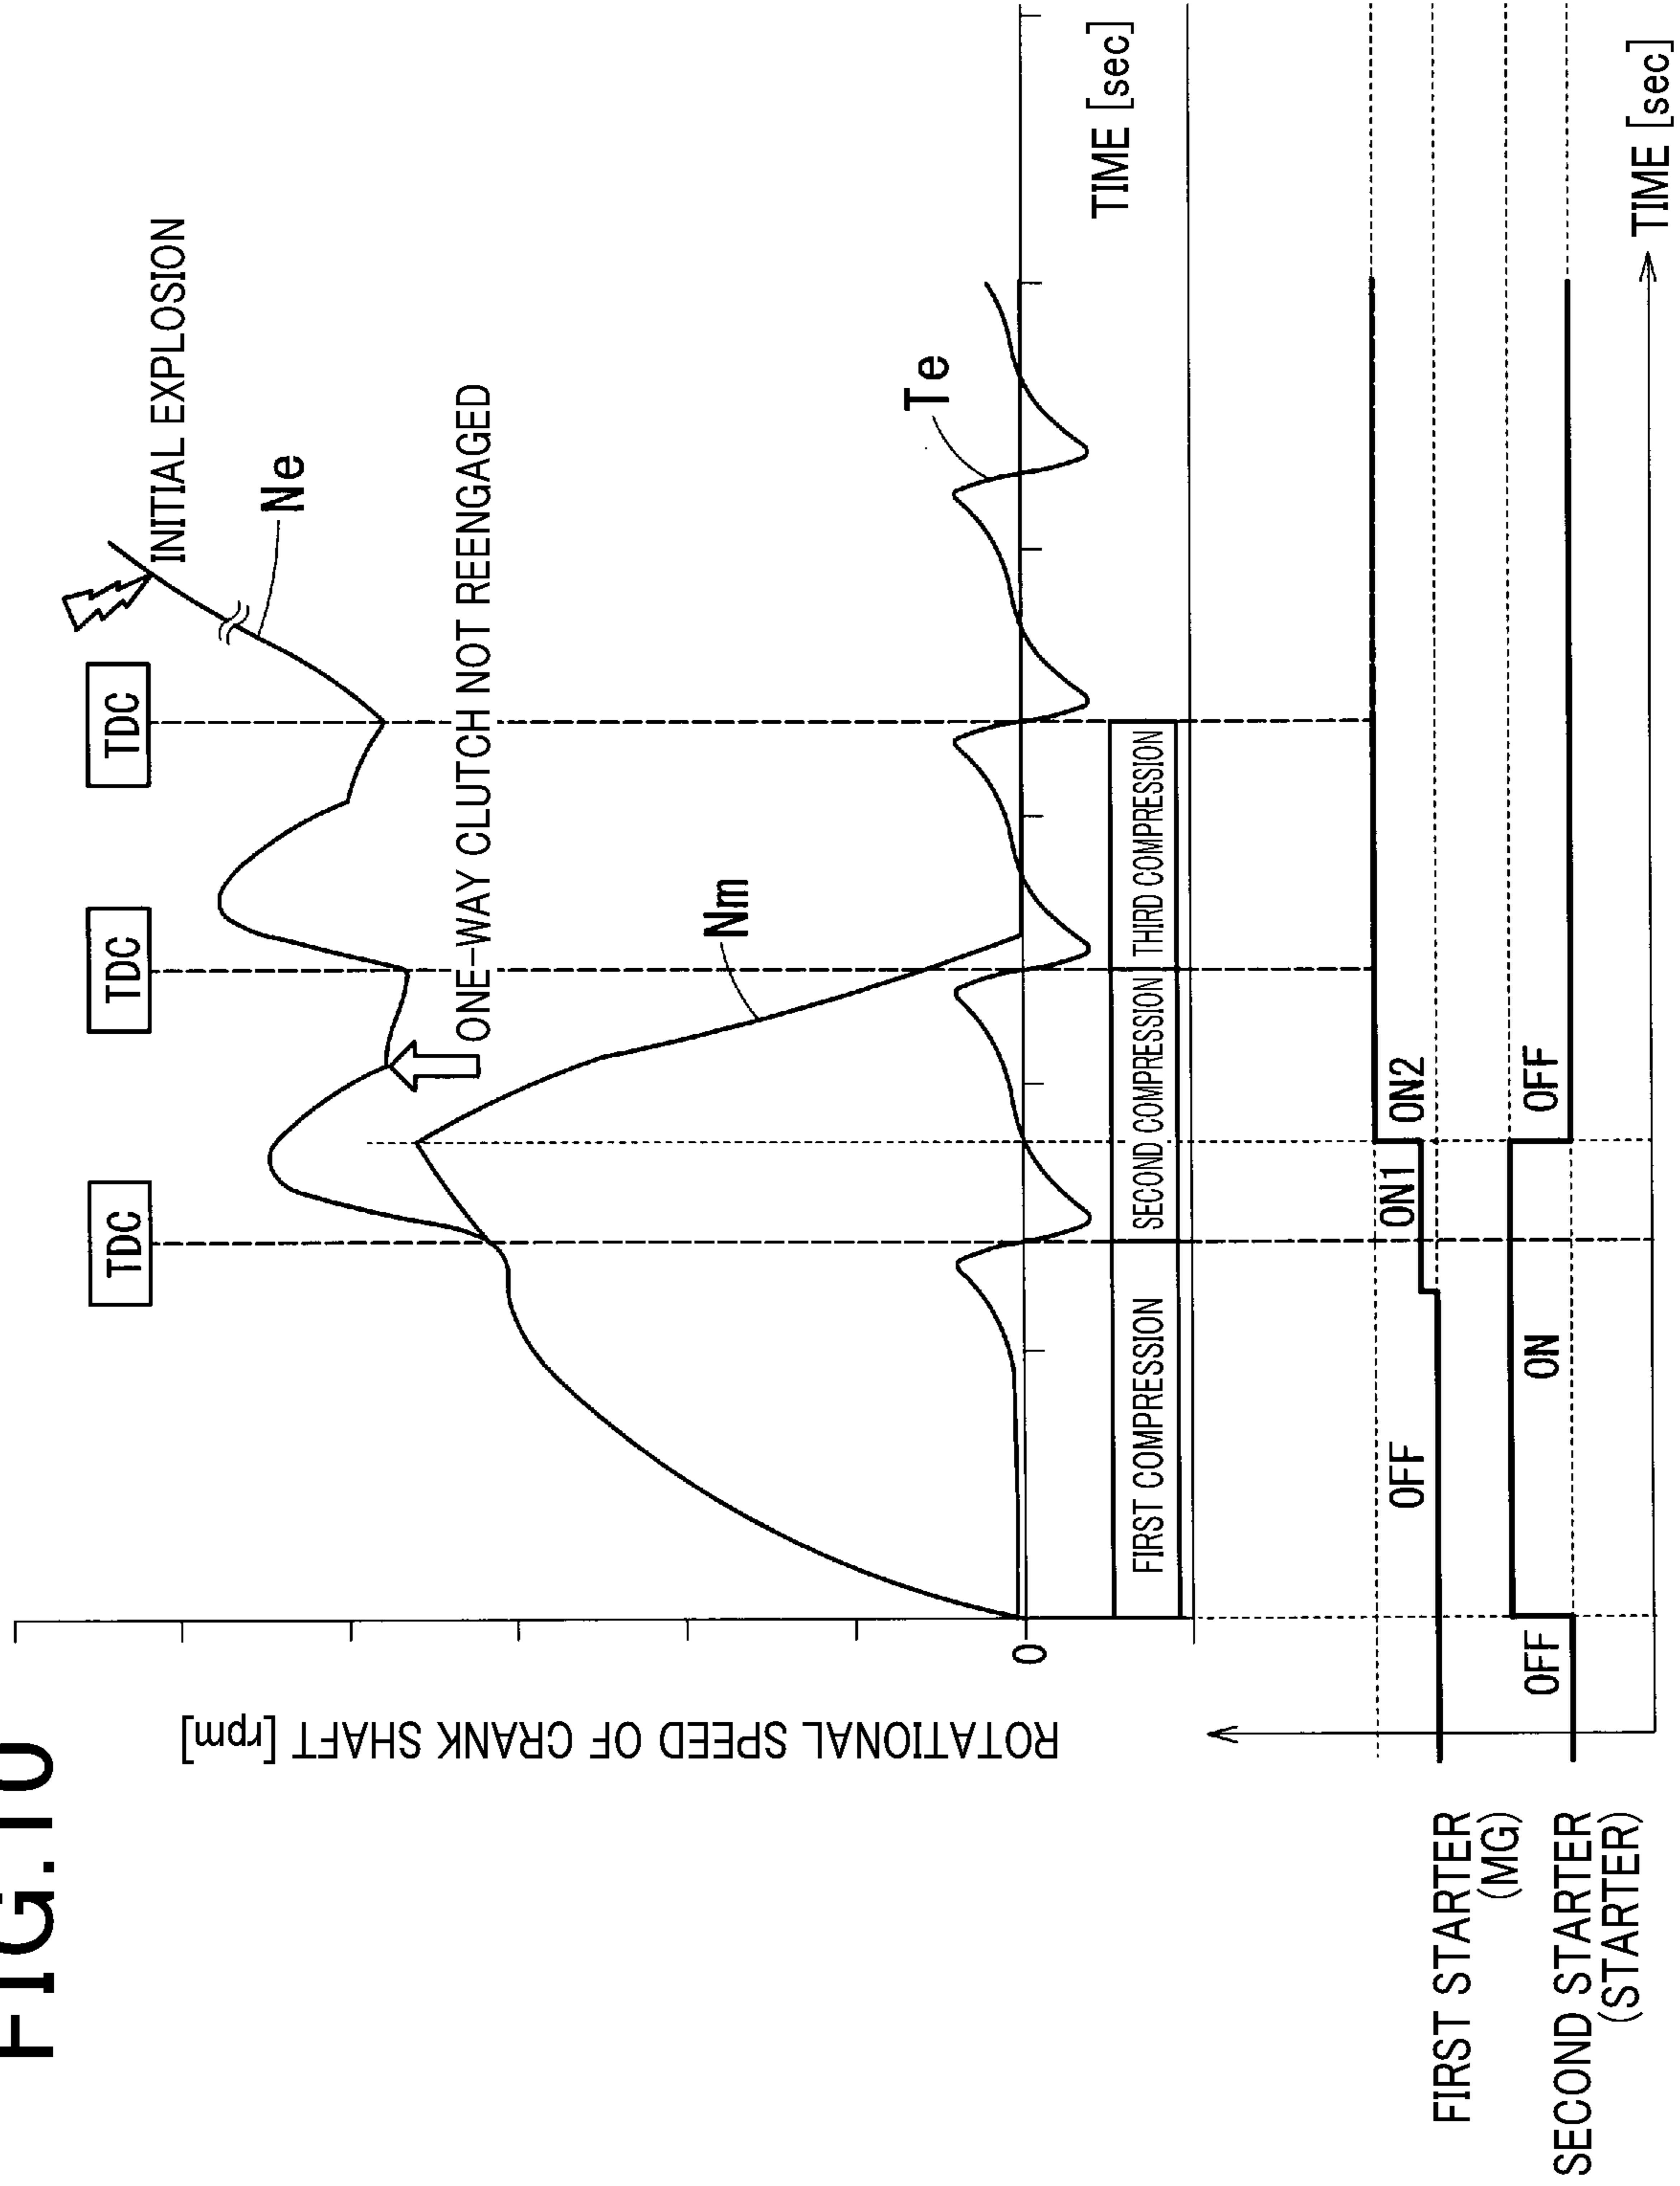 FIG.10
ROTATIONAL SPEED OF CRANK SHAFT [rpm]
TDC
TDC
TDC
INITIAL EXPLOSION
Ne
ONE-WAY CLUTCH NOT REENGAGED
Nm
Te
0
TIME [sec]
FIRST COMPRESSION
SECOND COMPRESSION
THIRD COMPRESSION
FIRST STARTER
(MG)
OFF
ON1
ON2
SECOND STARTER
(STARTER)
OFF
ON
OFF
TIME [sec]